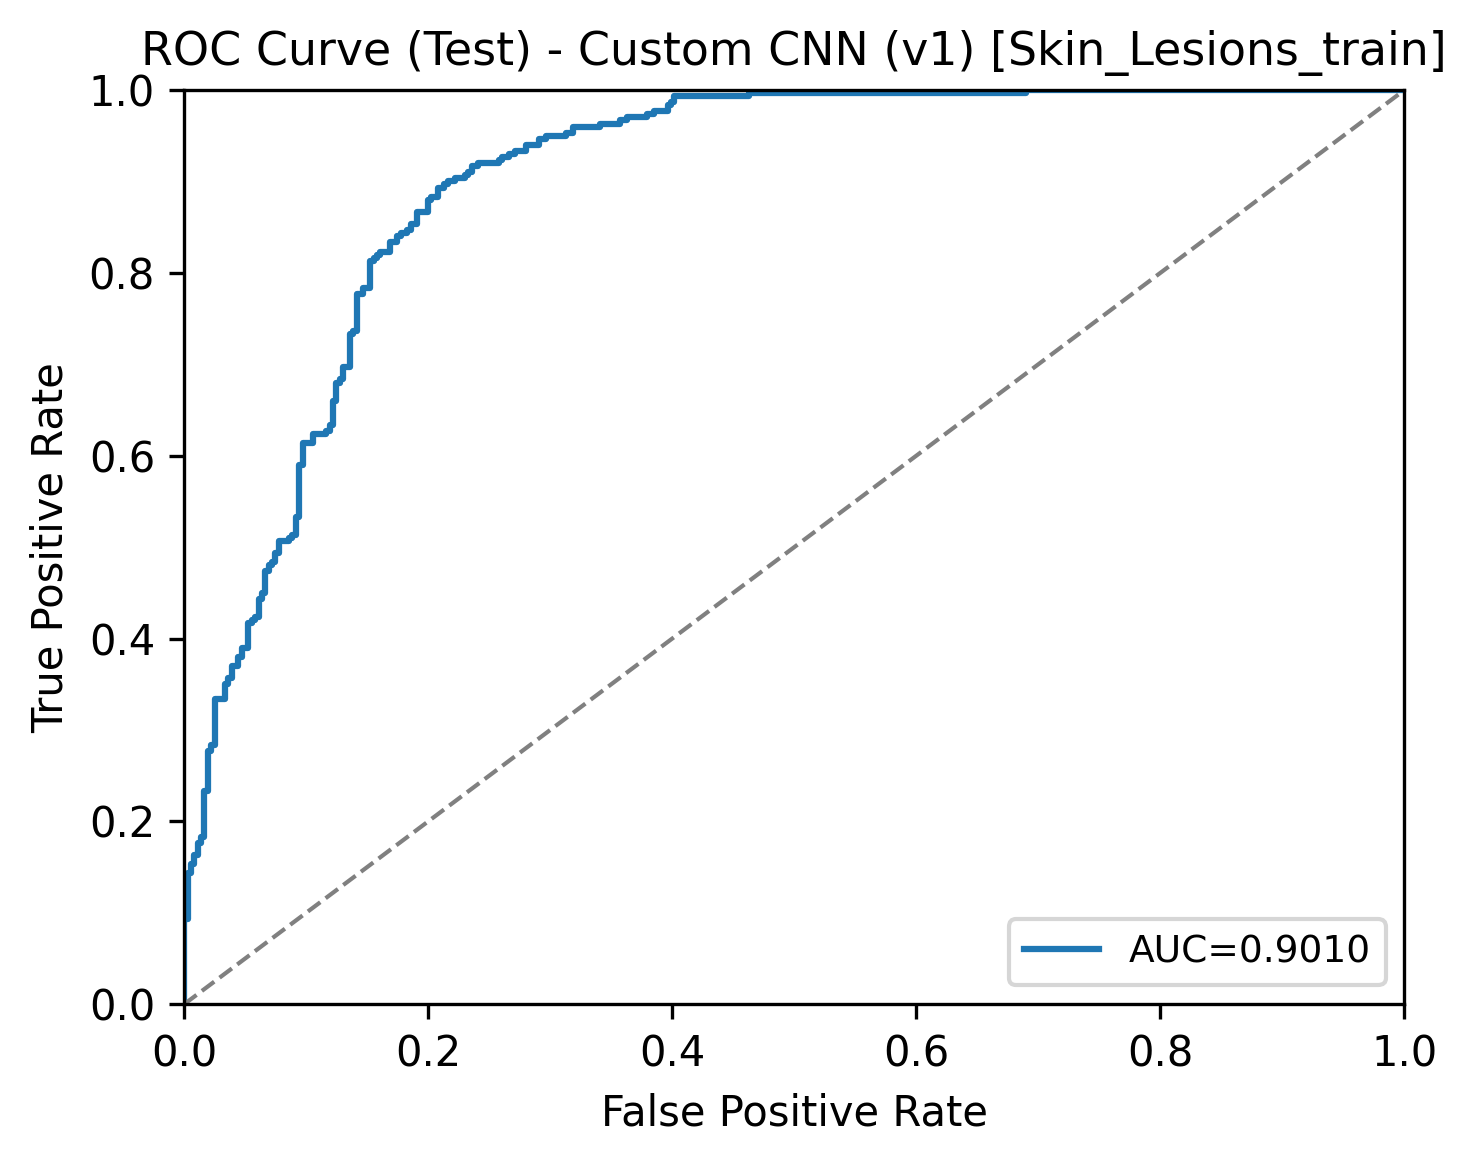 ROC Curve (Test) - Custom CNN (v1) [Skin_Lesions_train]
1.0
0.8
0.6
0.4
0.2
0.0
True Positive Rate
AUC=0.9010
0.0 0.2 0.4 0.6 0.8 1.0
False Positive Rate